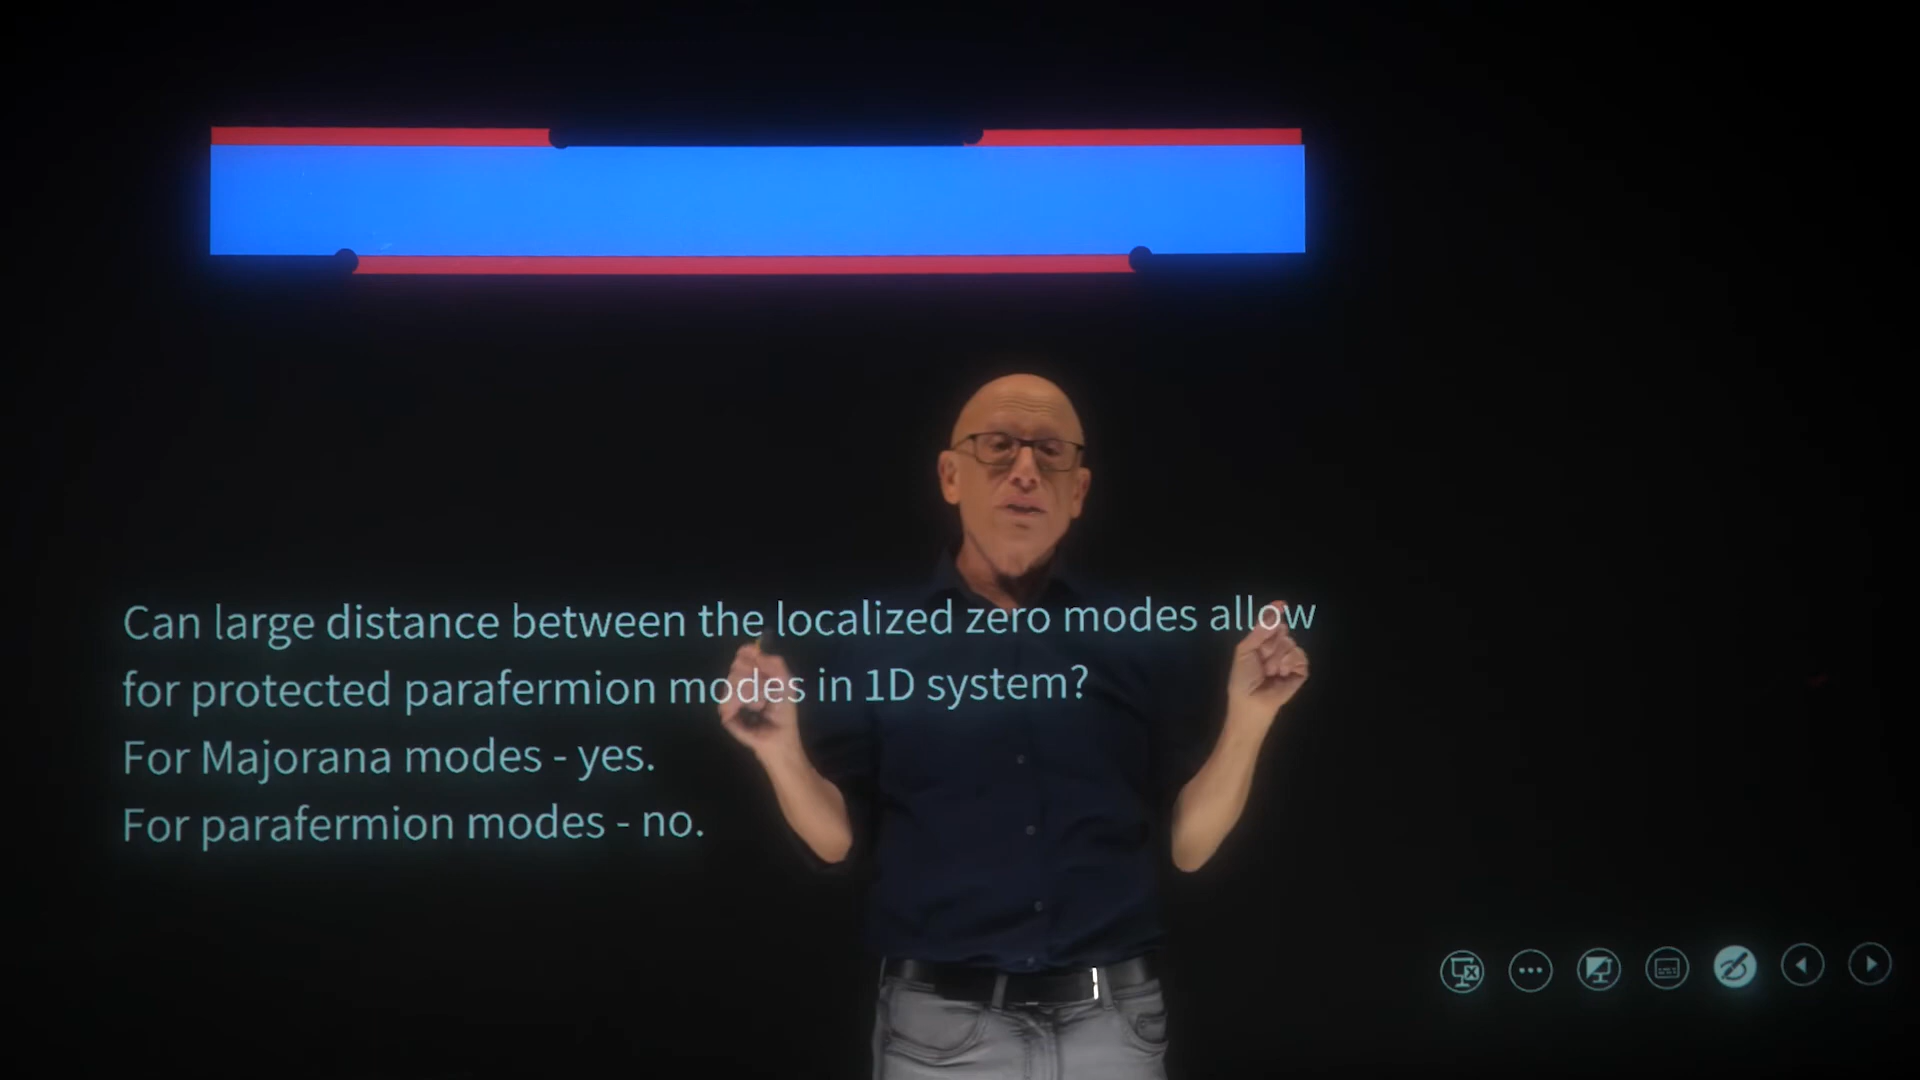 Can large distance between the localized zero modes allow
for protected parafermion modes in 1D system?
For Majorana modes - yes.
For parafermion modes - no.